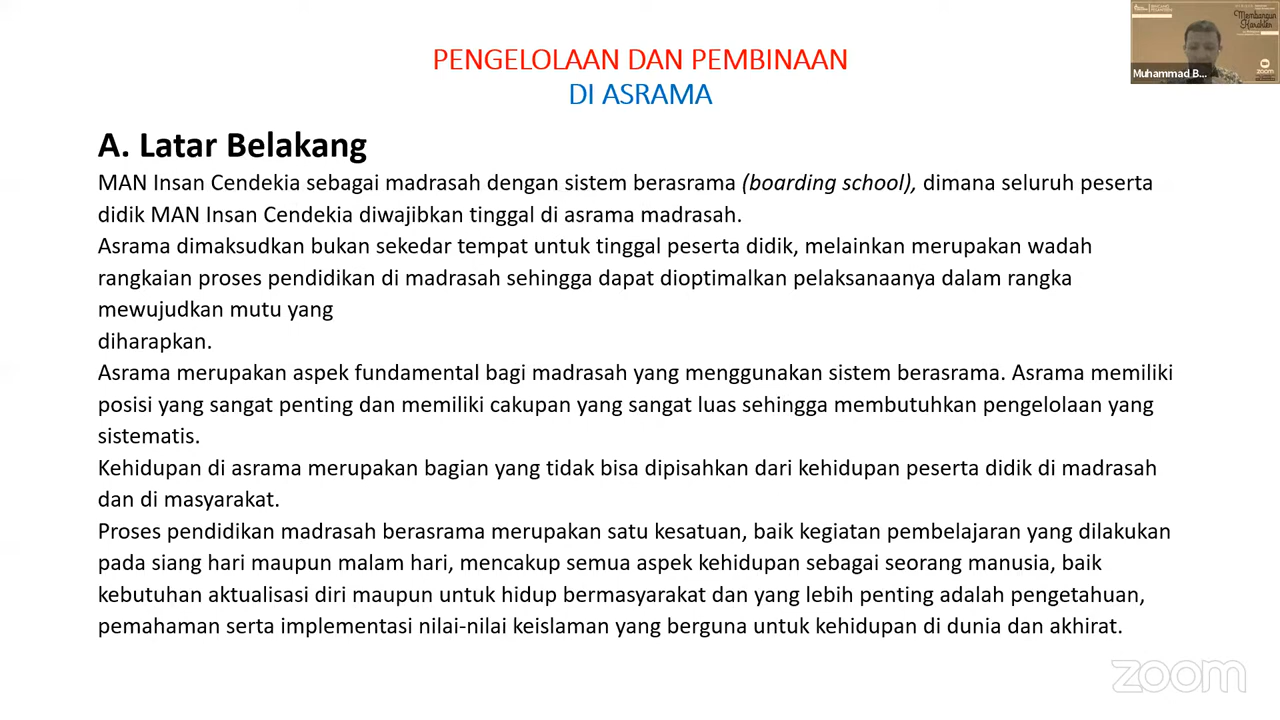 PENGELOLAAN DAN PEMBINAAN
DI ASRAMA
Membangun
Karakter
zoom
Muhammad B...
A. Latar Belakang
MAN Insan Cendekia sebagai madrasah dengan sistem berasrama (boarding school), dimana seluruh peserta
didik MAN Insan Cendekia diwajibkan tinggal di asrama madrasah.
Asrama dimaksudkan bukan sekedar tempat untuk tinggal peserta didik, melainkan merupakan wadah
rangkaian proses pendidikan di madrasah sehingga dapat dioptimalkan pelaksanaanya dalam rangka
mewujudkan mutu yang
diharapkan.
Asrama merupakan aspek fundamental bagi madrasah yang menggunakan sistem berasrama. Asrama memiliki
posisi yang sangat penting dan memiliki cakupan yang sangat luas sehingga membutuhkan pengelolaan yang
sistematis.
Kehidupan di asrama merupakan bagian yang tidak bisa dipisahkan dari kehidupan peserta didik di madrasah
dan di masyarakat.
Proses pendidikan madrasah berasrama merupakan satu kesatuan, baik kegiatan pembelajaran yang dilakukan
pada siang hari maupun malam hari, mencakup semua aspek kehidupan sebagai seorang manusia, baik
kebutuhan aktualisasi diri maupun untuk hidup bermasyarakat dan yang lebih penting adalah pengetahuan,
pemahaman serta implementasi nilai-nilai keislaman yang berguna untuk kehidupan di dunia dan akhirat.
zoom